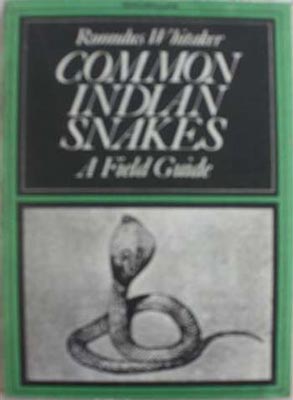 Romulus Whitaker
COMMON
INDIAN
SNAKES
A Field Guide